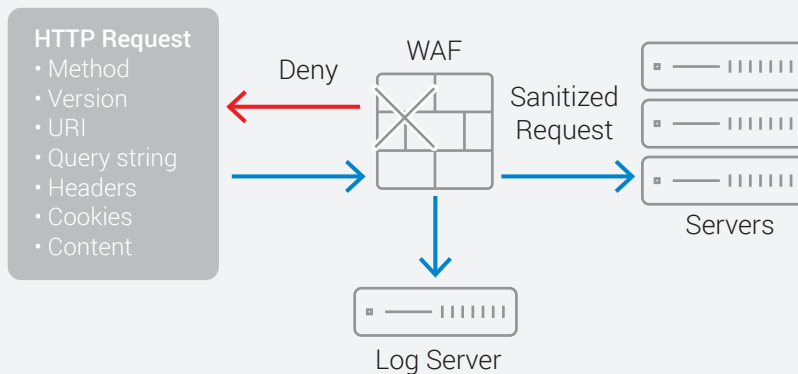 HTTP Request
• Method
• Version
• URI
• Query string
• Headers
• Cookies
• Content
Deny
WAF
Sanitized
Request
Servers
Log Server